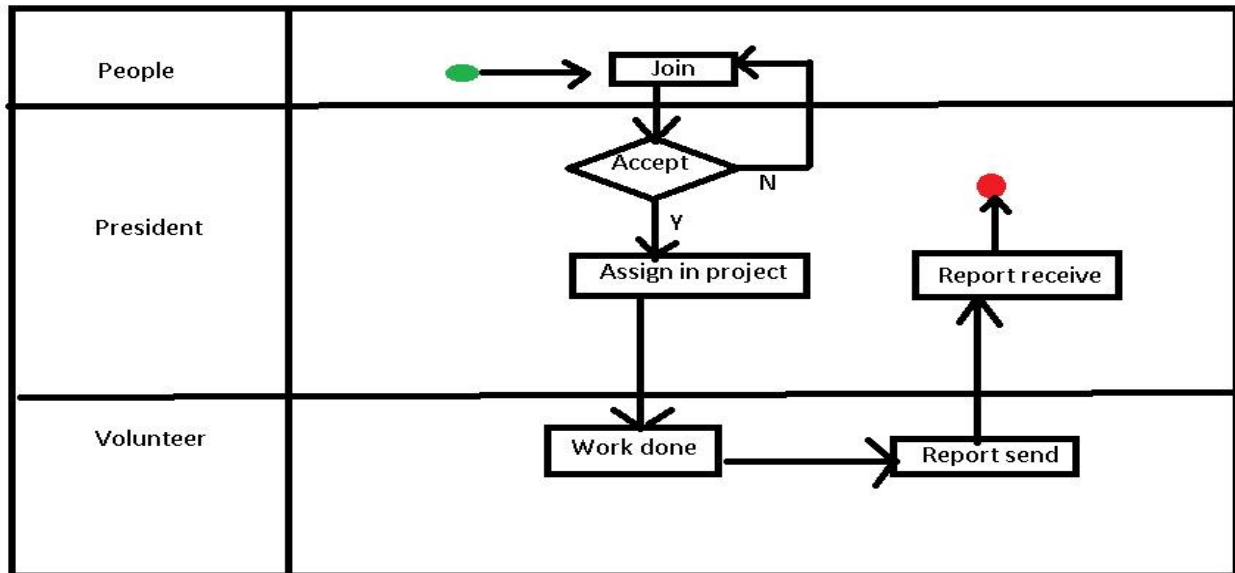 People
Join
Accept
N
President
Y
Assign in project
Report receive
Volunteer
Work done
Report send